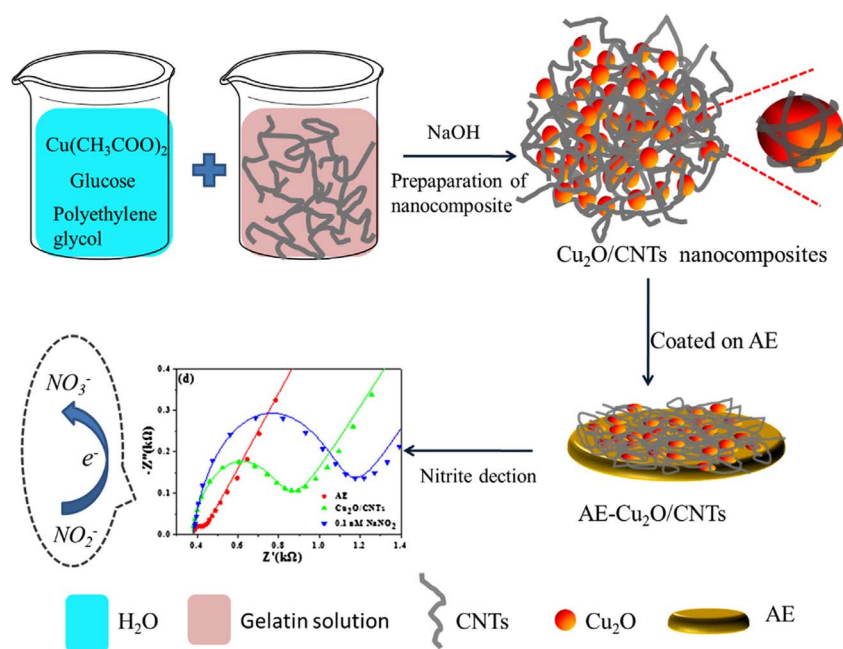 Cu(CH₃COO)₂
Glucose
Polyethylene
glycol
NaOH
Prepaparation of
nanocomposite
Cu₂O/CNTs nanocomposites
Coated on AE
AE-Cu₂O/CNTs
Nitrite dection
NO₃⁻
e⁻
NO₂⁻
(d)
-Z''(kΩ)
0.4
0.3
0.2
0.1
0.0
0.4 0.6 0.8 1.0 1.2 1.4
Z'(kΩ)
AE
Cu₂O/CNTs
0.1 nM NaNO₂
H₂O
Gelatin solution
CNTs
Cu₂O
AE